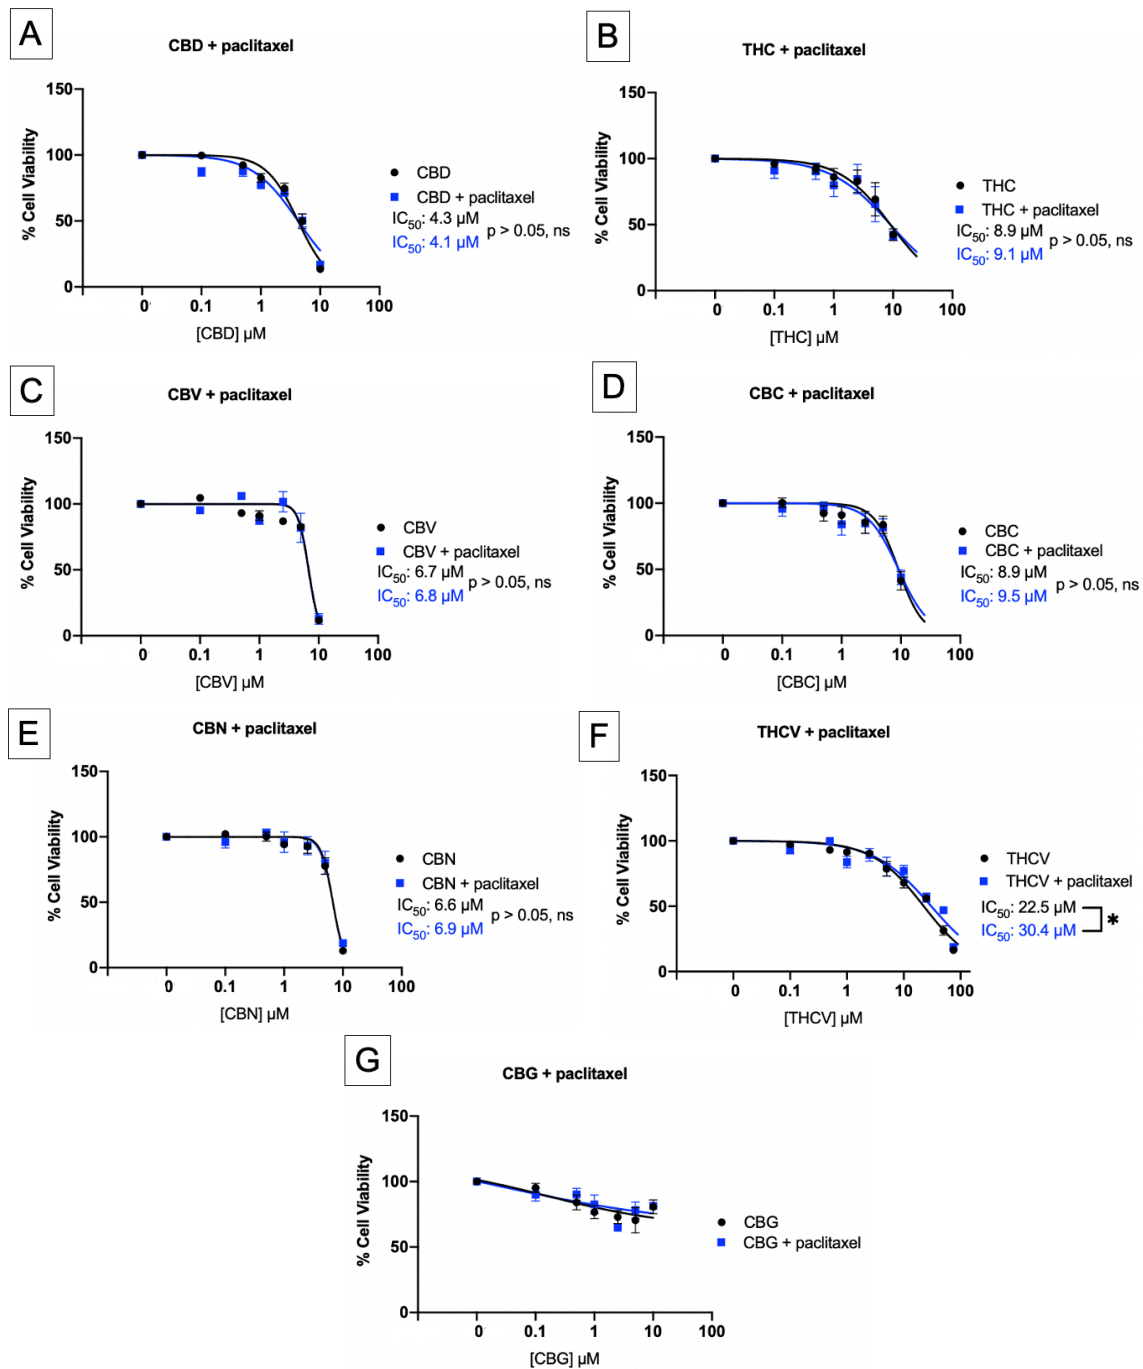 A
CBD + paclitaxel
% Cell Viability
150
100
50
0
0 0.1 1 10 100
[CBD] µM
CBD
CBD + paclitaxel
IC50: 4.3 µM
IC50: 4.1 µM
p > 0.05, ns
B
THC + paclitaxel
% Cell Viability
150
100
50
0
0 0.1 1 10 100
[THC] µM
THC
THC + paclitaxel
IC50: 8.9 µM
IC50: 9.1 µM
p > 0.05, ns
C
CBV + paclitaxel
% Cell Viability
150
100
50
0
0 0.1 1 10 100
[CBV] µM
CBV
CBV + paclitaxel
IC50: 6.7 µM
IC50: 6.8 µM
p > 0.05, ns
D
CBC + paclitaxel
% Cell Viability
150
100
50
0
0 0.1 1 10 100
[CBC] µM
CBC
CBC + paclitaxel
IC50: 8.9 µM
IC50: 9.5 µM
p > 0.05, ns
E
CBN + paclitaxel
% Cell Viability
150
100
50
0
0 0.1 1 10 100
[CBN] µM
CBN
CBN + paclitaxel
IC50: 6.6 µM
IC50: 6.9 µM
p > 0.05, ns
F
THCV + paclitaxel
% Cell Viability
150
100
50
0
0 0.1 1 10 100
[THCV] µM
THCV
THCV + paclitaxel
IC50: 22.5 µM
IC50: 30.4 µM
*
G
CBG + paclitaxel
% Cell Viability
150
100
50
0
0 0.1 1 10 100
[CBG] µM
CBG
CBG + paclitaxel